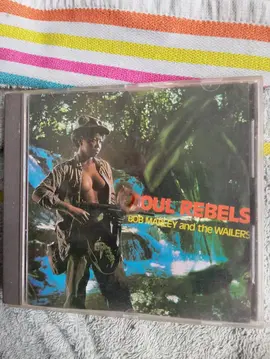 SOUL REBELS
BOB MARLEY and the WAILERS